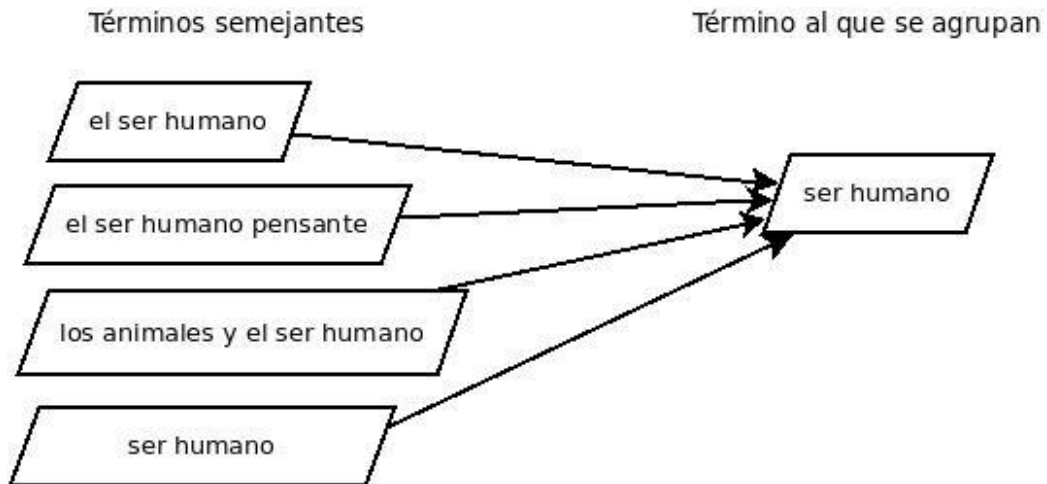 Términos semejantes
Término al que se agrupan
el ser humano
el ser humano pensante
los animales y el ser humano
ser humano
ser humano